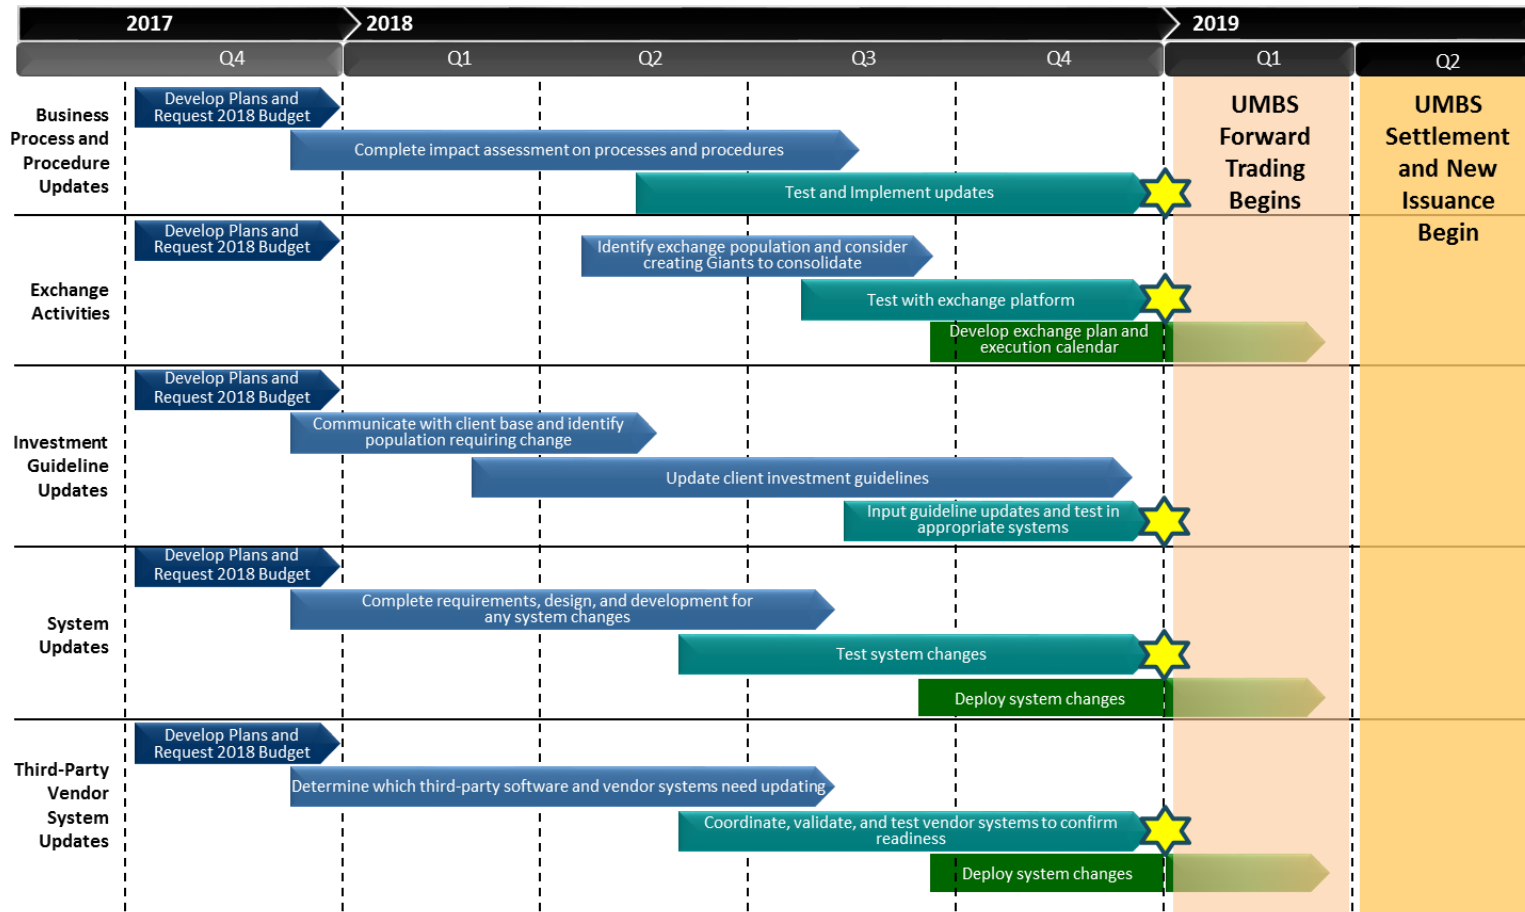 2017
2018
2019
Q4
Q1
Q2
Q3
Q4
Q1
Q2
UMBS
Forward
Trading
Begins
UMBS
Settlement
and New
Issuance
Begin
Business
Process and
Procedure
Updates
Develop Plans and
Request 2018 Budget
Complete impact assessment on processes and procedures
Test and Implement updates
Exchange
Activities
Develop Plans and
Request 2018 Budget
Identify exchange population and consider
creating Giants to consolidate
Test with exchange platform
Develop exchange plan and
execution calendar
Investment
Guideline
Updates
Develop Plans and
Request 2018 Budget
Communicate with client base and identify
population requiring change
Update client investment guidelines
Input guideline updates and test in
appropriate systems
System
Updates
Develop Plans and
Request 2018 Budget
Complete requirements, design, and development for
any system changes
Test system changes
Deploy system changes
Third-Party
Vendor
System
Updates
Develop Plans and
Request 2018 Budget
Determine which third-party software and vendor systems need updating
Coordinate, validate, and test vendor systems to confirm
readiness
Deploy system changes